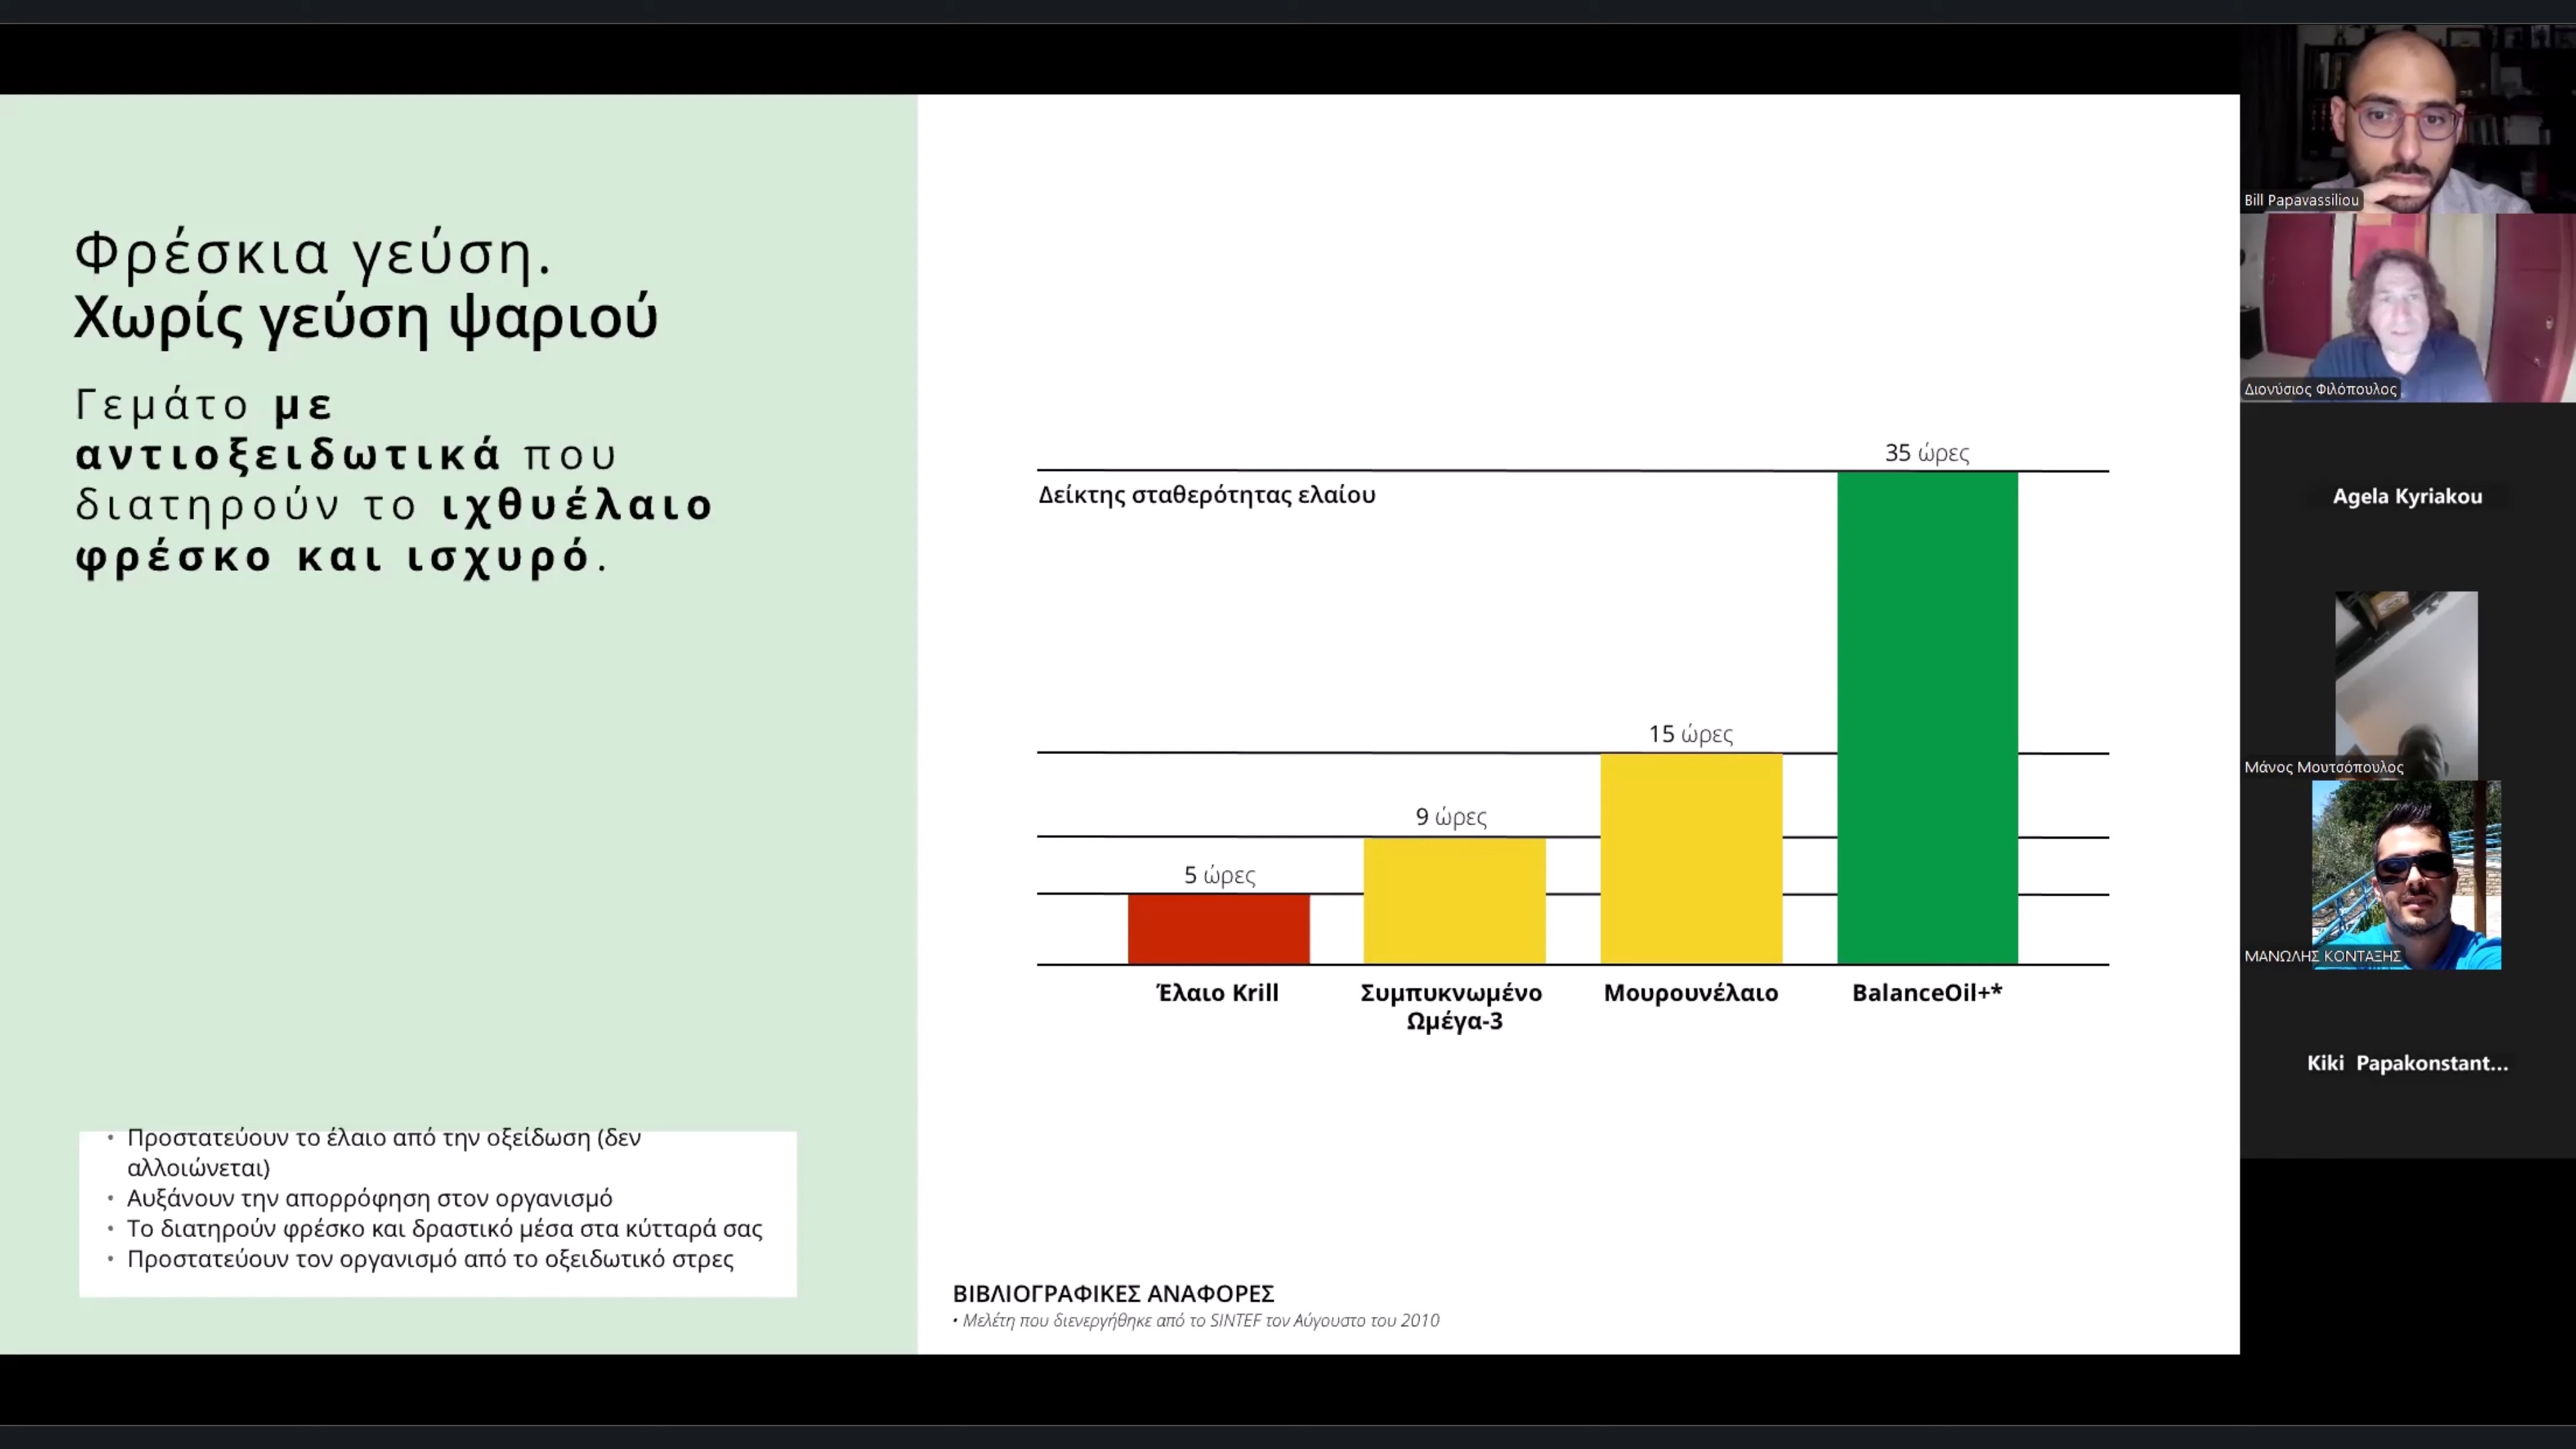 Φρέσκια γεύση.
Χωρίς γεύση ψαριού
Γεμάτο με
αντιοξειδωτικά που
διατηρούν το ιχθυέλαιο
φρέσκο και ισχυρό.
• Προστατεύουν το έλαιο από την οξείδωση (δεν
αλλοιώνεται)
• Αυξάνουν την απορρόφηση στον οργανισμό
• Το διατηρούν φρέσκο και δραστικό μέσα στα κύτταρά σας
• Προστατεύουν τον οργανισμό από το οξειδωτικό στρες
35 ώρες
Δείκτης σταθερότητας ελαίου
15 ώρες
9 ώρες
5 ώρες
Έλαιο Krill
Συμπυκνωμένο
Ωμέγα-3
Μουρουνέλαιο
BalanceOil+*
ΒΙΒΛΙΟΓΡΑΦΙΚΕΣ ΑΝΑΦΟΡΕΣ
• Μελέτη που διενεργήθηκε από το SINTEF τον Αύγουστο του 2010
Bill Papavassiliou
Διονύσιος Φιλόπουλος
Agela Kyriakou
Μάνος Μουτσόπουλος
ΜΑΝΩΛΗΣ ΚΟΝΤΑΞΗΣ
Kiki Papakonstant...